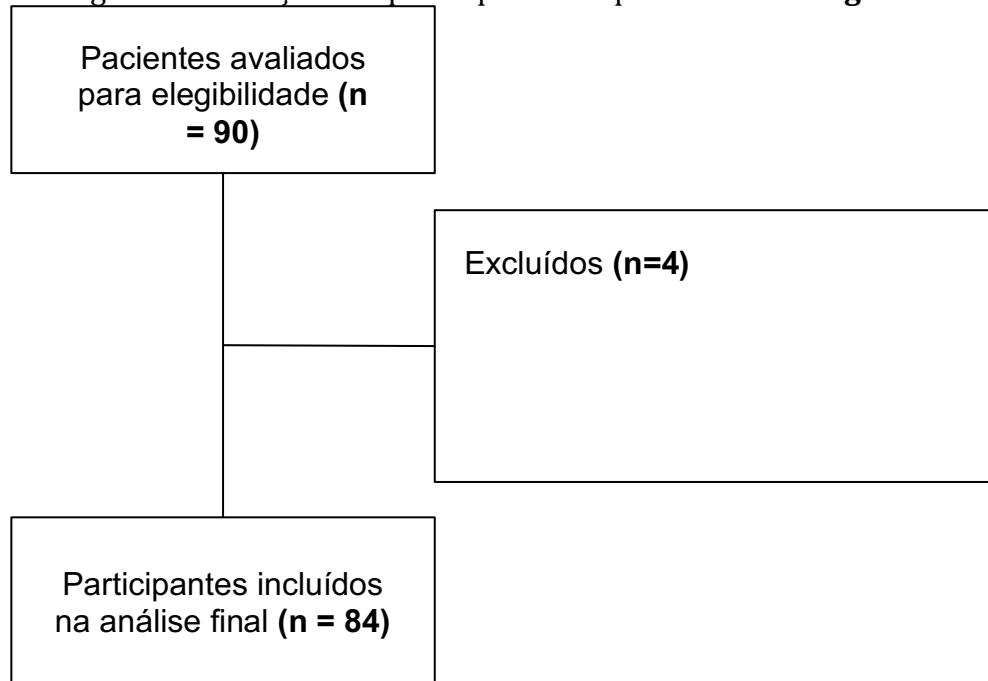 Pacientes avaliados
para elegibilidade (n
= 90)
Excluídos (n=4)
Participantes incluídos
na análise final (n = 84)